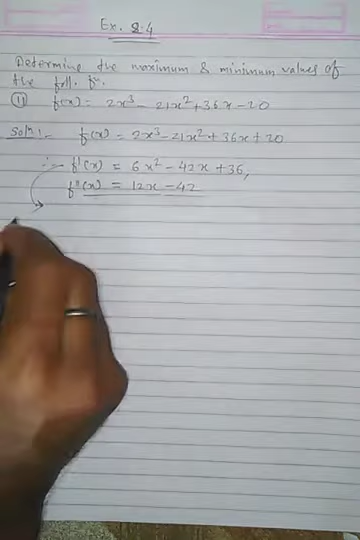 Ex. 8.4
Determine the maximum & minimum values of
the foll. fⁿ.
(1) f(x) = 2x³ - 21x² + 36x - 20
Solⁿ:- f(x) = 2x³ - 21x² + 36x + 20
∴ f'(x) = 6x² - 42x + 36,
f''(x) = 12x - 42